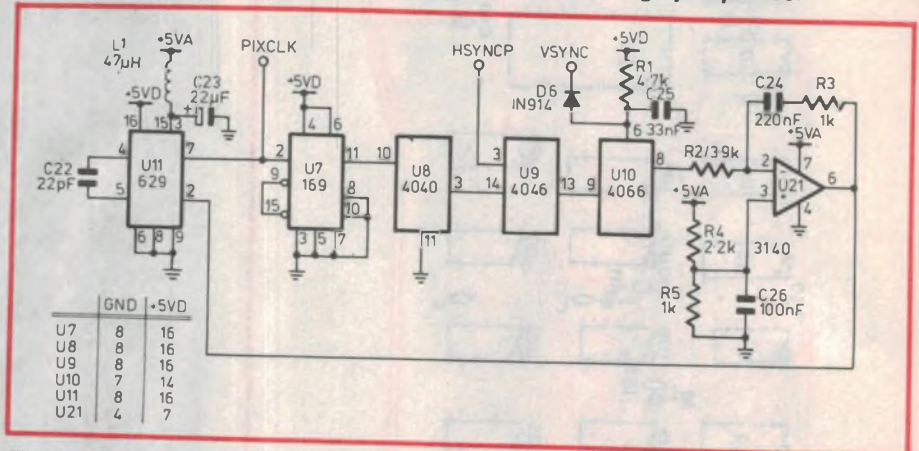 L1
47µH
+5VA
PIXCLK
HSYNCP
VSYNC
+5VD
R1
4·7k
C23
22µF
+
+5VD
+5VD
D6
IN914
C25
33nF
C24
220nF
R3
1k
+5VA
16
15
3
4
5
7
2
6
8
9
C22
22pF
U11
629
4
6
2
9
15
11
8
10
3
5
7
U7
169
10
3
11
U8
4040
3
14
13
U9
4046
6
9
8
U10
4066
R2/39k
2
3
7
6
4
-
+
U21
3140
+5VA
R4
2·2k
R5
1k
C26
100nF
GND +5VD
U7 8 16
U8 8 16
U9 8 16
U10 7 14
U11 8 16
U21 4 7